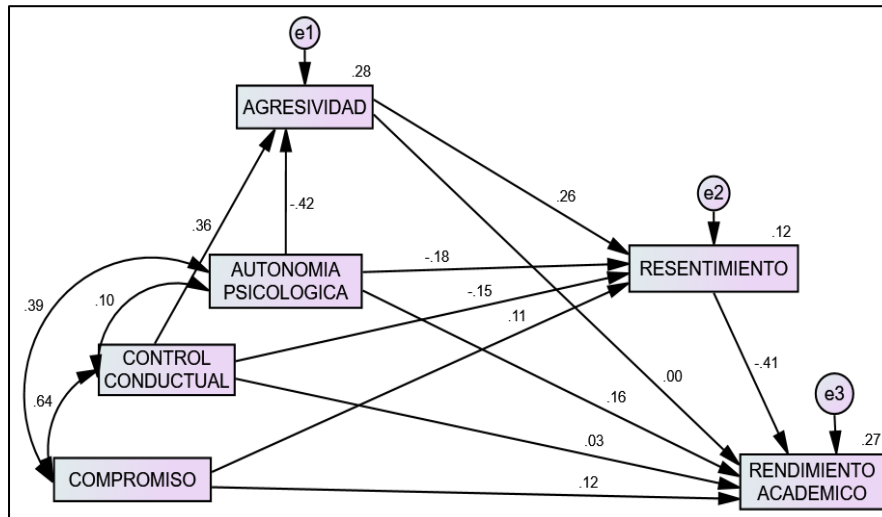 e1
.28
AGRESIVIDAD
e2
.26
.36
-.42
.12
AUTONOMIA
PSICOLOGICA
-.18
RESENTIMIENTO
.39
.10
-.15
.11
CONTROL
CONDUCTUAL
.00
-.41
.64
.16
e3
.03
.27
COMPROMISO
.12
RENDIMIENTO
ACADEMICO